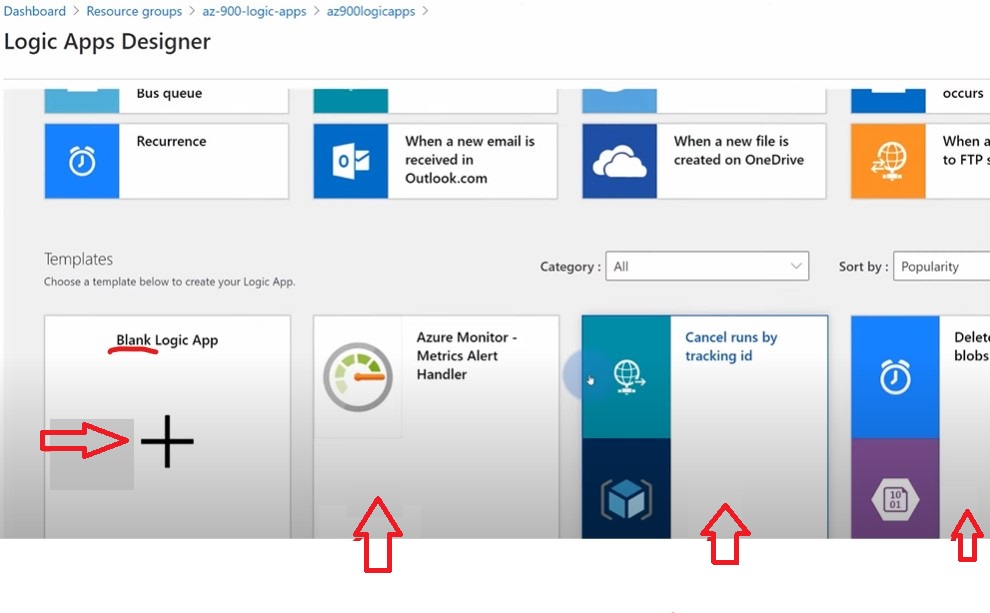 Dashboard > Resource groups > az-900-logic-apps > az900logicapps >
Logic Apps Designer
Bus queue
occurs
Recurrence
When a new email is
received in
Outlook.com
When a new file is
created on OneDrive
When a
to FTP s
Templates
Choose a template below to create your Logic App.
Category : All
Sort by : Popularity
Blank Logic App
Azure Monitor -
Metrics Alert
Handler
Cancel runs by
tracking id
Delete
blobs
10
01